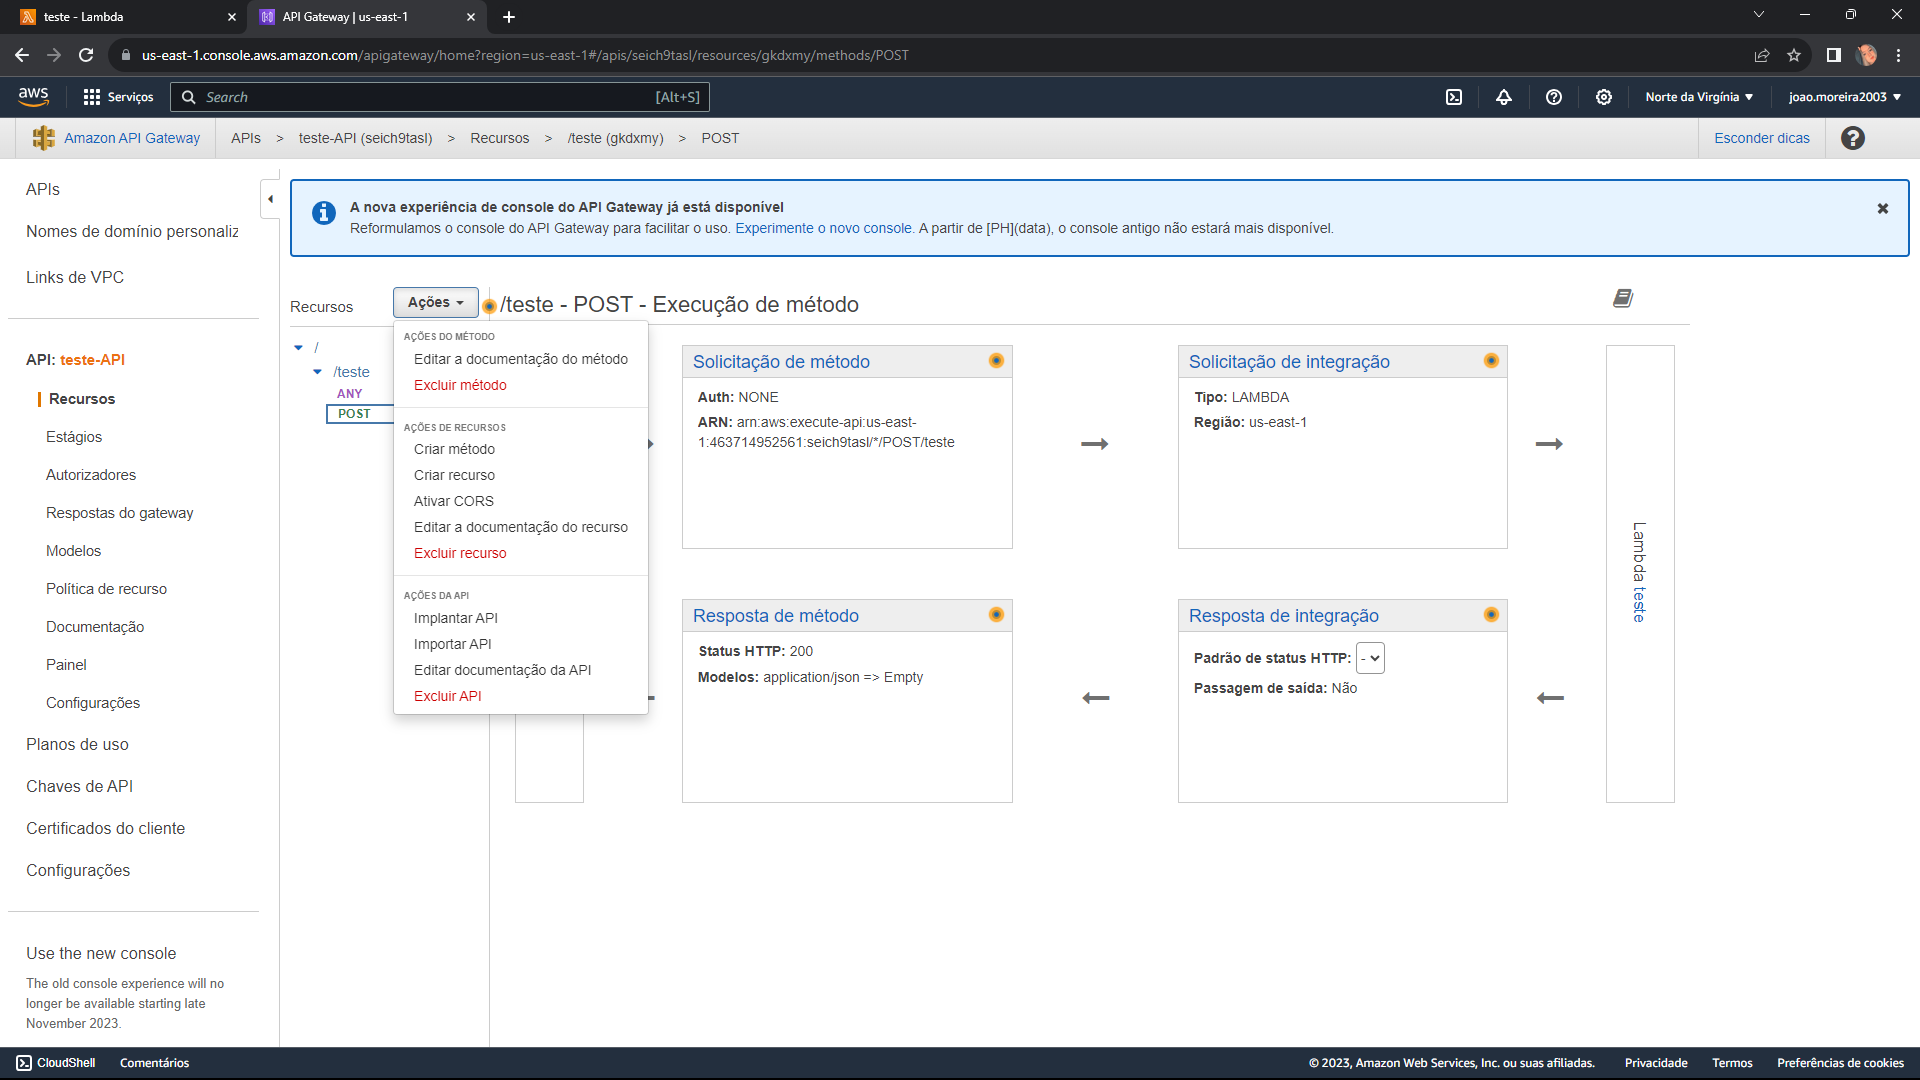 teste - Lambda
API Gateway | us-east-1
us-east-1.console.aws.amazon.com/apigateway/home?region=us-east-1#/apis/seich9tasl/resources/gkdxmy/methods/POST
aws
Serviços
Search
[Alt+S]
Norte da Virgínia
joao.moreira2003
Amazon API Gateway
APIs > teste-API (seich9tasl) > Recursos > /teste (gkdxmy) > POST
Esconder dicas
APIs
Nomes de domínio personaliz
Links de VPC
API: teste-API
Recursos
Estágios
Autorizadores
Respostas do gateway
Modelos
Política de recurso
Documentação
Painel
Configurações
Planos de uso
Chaves de API
Certificados do cliente
Configurações
Use the new console
The old console experience will no
longer be available starting late
November 2023.
A nova experiência de console do API Gateway já está disponível
Reformulamos o console do API Gateway para facilitar o uso. Experimente o novo console. A partir de [PH](data), o console antigo não estará mais disponível.
Recursos
Ações
/teste - POST - Execução de método
/
/teste
ANY
POST
AÇÕES DO MÉTODO
Editar a documentação do método
Excluir método
AÇÕES DE RECURSOS
Criar método
Criar recurso
Ativar CORS
Editar a documentação do recurso
Excluir recurso
AÇÕES DA API
Implantar API
Importar API
Editar documentação da API
Excluir API
Solicitação de método
Auth: NONE
ARN: arn:aws:execute-api:us-east-
1:463714952561:seich9tasl/*/POST/teste
Solicitação de integração
Tipo: LAMBDA
Região: us-east-1
Lambda teste
Resposta de método
Status HTTP: 200
Modelos: application/json => Empty
Resposta de integração
Padrão de status HTTP: -
Passagem de saída: Não
CloudShell
Comentários
© 2023, Amazon Web Services, Inc. ou suas afiliadas.
Privacidade
Termos
Preferências de cookies